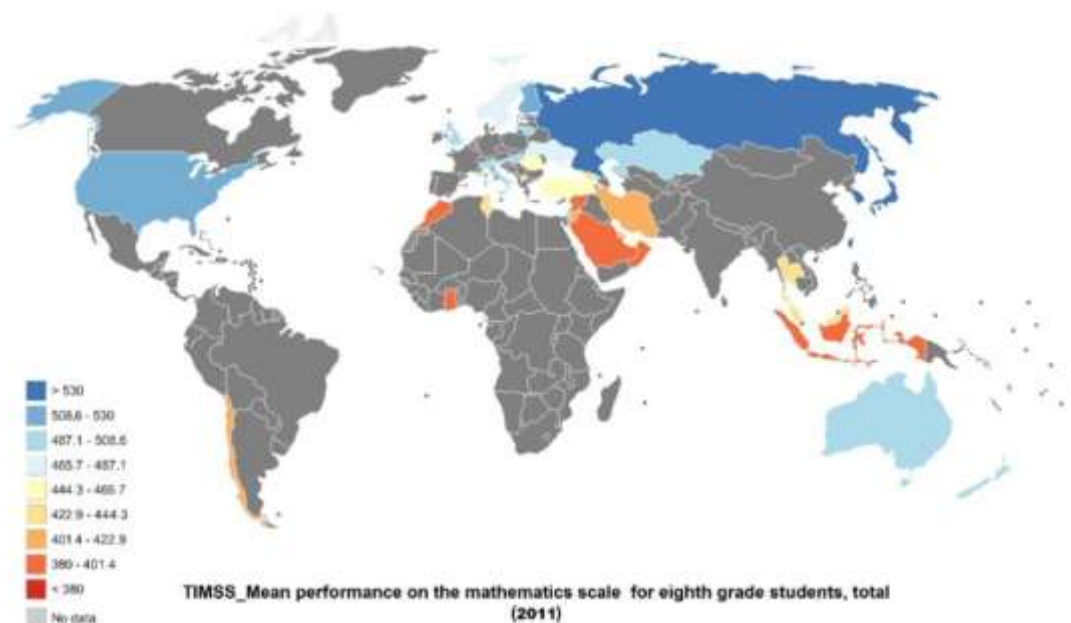 > 530
508.6 - 530
487.1 - 508.6
465.7 - 487.1
444.3 - 465.7
422.9 - 444.3
401.4 - 422.9
380 - 401.4
< 380
No data
TIMSS_Mean performance on the mathematics scale for eighth grade students, total
(2011)